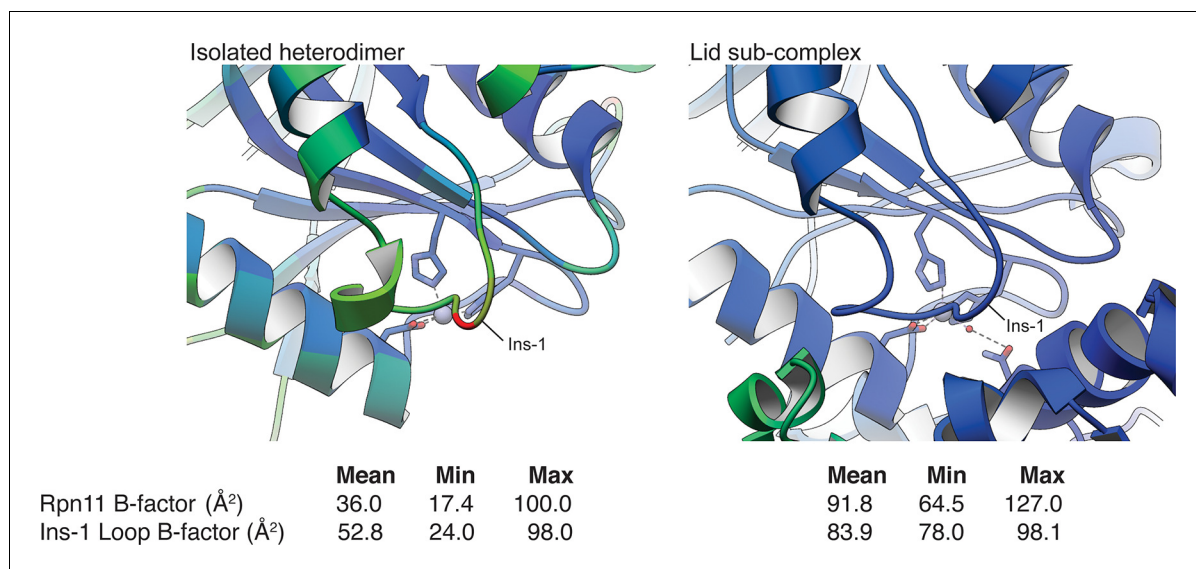 Isolated heterodimer
Lid sub-complex
Ins-1
Ins-1
Mean Min Max Mean Min Max
Rpn11 B-factor (Å²) 36.0 17.4 100.0 91.8 64.5 127.0
Ins-1 Loop B-factor (Å²) 52.8 24.0 98.0 83.9 78.0 98.1